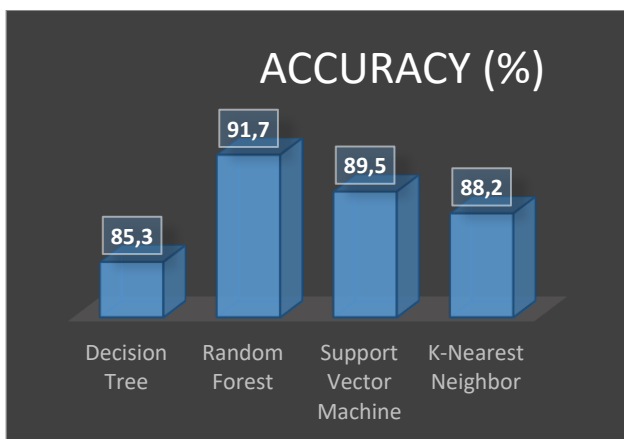 ACCURACY (%)
85,3
91,7
89,5
88,2
Decision
Tree
Random
Forest
Support
Vector
Machine
K-Nearest
Neighbor